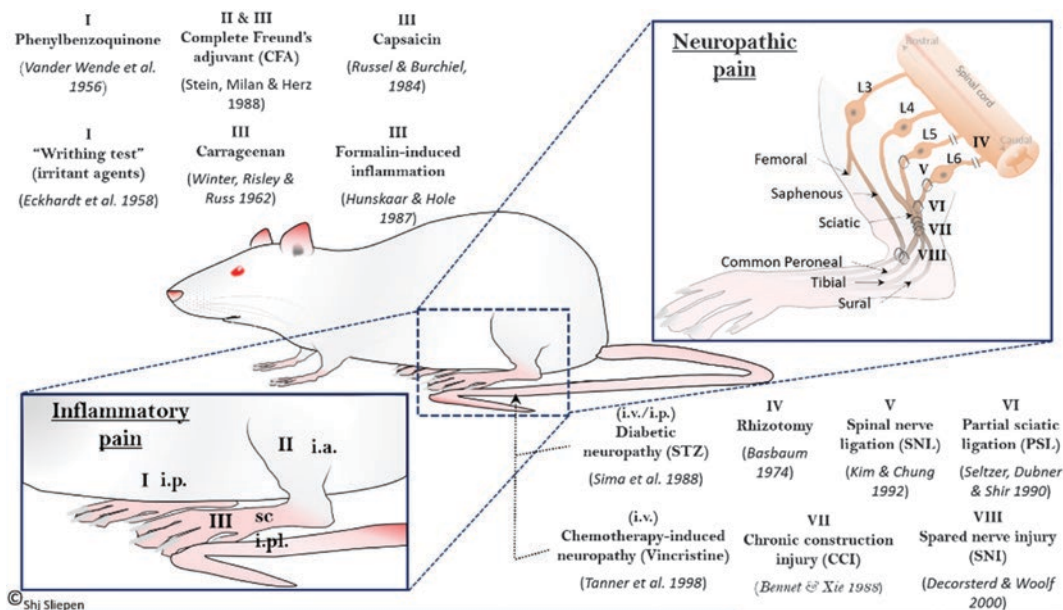 I
Phenylbenzoquinone
(Vander Wende et al.
1956)
II & III
Complete Freund's
adjuvant (CFA)
(Stein, Milan & Herz
1988)
III
Capsaicin
(Russel & Burchiel,
1984)
I
"Writhing test"
(irritant agents)
(Eckhardt et al. 1958)
III
Carrageenan
(Winter, Risley &
Russ 1962)
III
Formalin-induced
inflammation
(Hunskaar & Hole
1987)
Neuropathic
pain
Rostral
Spinal cord
Caudal
L3
L4
L5
L6
IV
V
VI
VII
VIII
Femoral
Saphenous
Sciatic
Common Peroneal
Tibial
Sural
Inflammatory
pain
I i.p.
II i.a.
III sc
i.pl.
(i.v./i.p.)
Diabetic
neuropathy (STZ)
(Sima et al. 1988)
IV
Rhizotomy
(Basbaum
1974)
V
Spinal nerve
ligation (SNL)
(Kim & Chung
1992)
VI
Partial sciatic
ligation (PSL)
(Seltzer, Dubner
& Shir 1990)
(i.v.)
Chemotherapy-induced
neuropathy (Vincristine)
(Tanner et al. 1998)
VII
Chronic construction
injury (CCI)
(Bennet & Xie 1988)
VIII
Spared nerve injury
(SNI)
(Decorsterd & Woolf
2000)
© Shj Sliepen